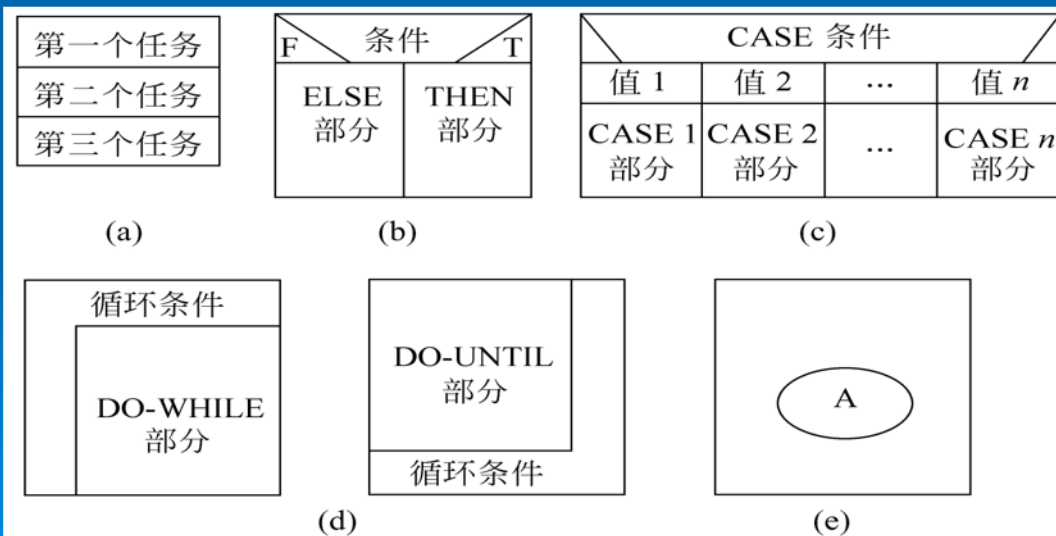 第一个任务
第二个任务
第三个任务
(a)
F 条件 T
ELSE THEN
部分 部分
(b)
CASE 条件
值 1 值 2 ... 值 n
CASE 1 CASE 2 ... CASE n
部分 部分 部分
(c)
循环条件
DO-WHILE
部分
DO-UNTIL
部分
循环条件
(d)
A
(e)